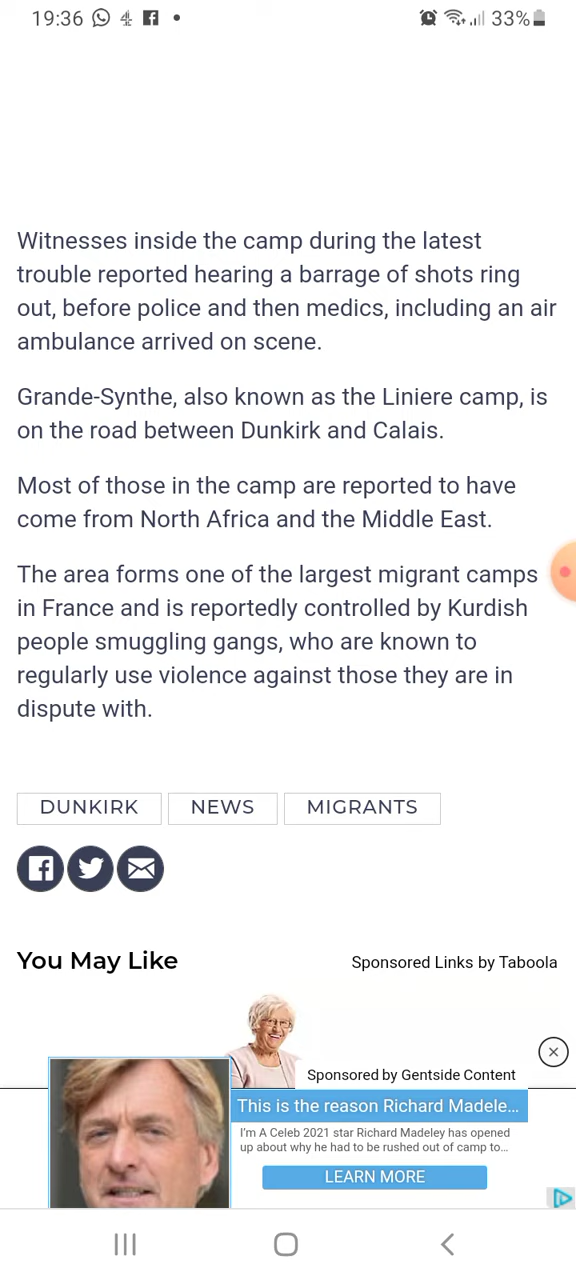 19:36 33%
Witnesses inside the camp during the latest
trouble reported hearing a barrage of shots ring
out, before police and then medics, including an air
ambulance arrived on scene.
Grande-Synthe, also known as the Liniere camp, is
on the road between Dunkirk and Calais.
Most of those in the camp are reported to have
come from North Africa and the Middle East.
The area forms one of the largest migrant camps
in France and is reportedly controlled by Kurdish
people smuggling gangs, who are known to
regularly use violence against those they are in
dispute with.
DUNKIRK NEWS MIGRANTS
You May Like Sponsored Links by Taboola
Sponsored by Gentside Content
This is the reason Richard Madele...
I'm A Celeb 2021 star Richard Madeley has opened
up about why he had to be rushed out of camp to...
LEARN MORE